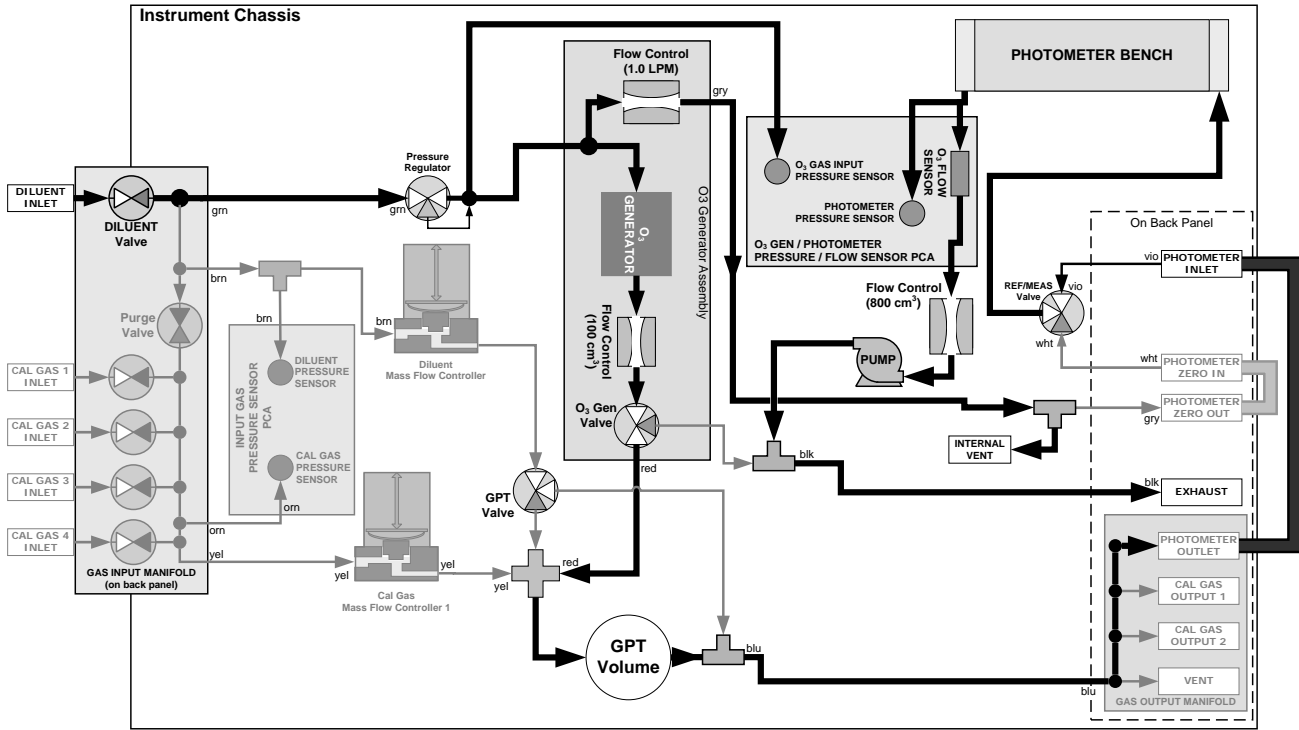 Instrument Chassis
Flow Control
(1.0 LPM)
gry
PHOTOMETER BENCH
Pressure
Regulator
O₃ GAS INPUT
PRESSURE SENSOR
O₃ FLOW
SENSOR
PHOTOMETER
PRESSURE SENSOR
O₃ GEN / PHOTOMETER
PRESSURE / FLOW SENSOR PCA
DILUENT
INLET
DILUENT
Valve
grn
grn
O₃
GENERATOR
O3 Generator Assembly
On Back Panel
vio
PHOTOMETER
INLET
REF/MEAS
Valve
vio
brn
Purge
Valve
brn
brn
Flow Control
(100 cm³)
Flow Control
(800 cm³)
PUMP
wht
wht
PHOTOMETER
ZERO IN
DILUENT
PRESSURE
SENSOR
Diluent
Mass Flow Controller
CAL GAS 1
INLET
PHOTOMETER
ZERO OUT
gry
INPUT GAS
PRESSURE SENSOR
PCA
O₃ Gen
Valve
CAL GAS 2
INLET
INTERNAL
VENT
CAL GAS
PRESSURE
SENSOR
red
blk
CAL GAS 3
INLET
GPT
Valve
blk
EXHAUST
orn
orn
CAL GAS 4
INLET
yel
yel
yel
red
yel
PHOTOMETER
OUTLET
GAS INPUT MANIFOLD
(on back panel)
Cal Gas
Mass Flow Controller 1
CAL GAS
OUTPUT 1
CAL GAS
OUTPUT 2
GPT
Volume
blu
VENT
blu
GAS OUTPUT MANIFOLD